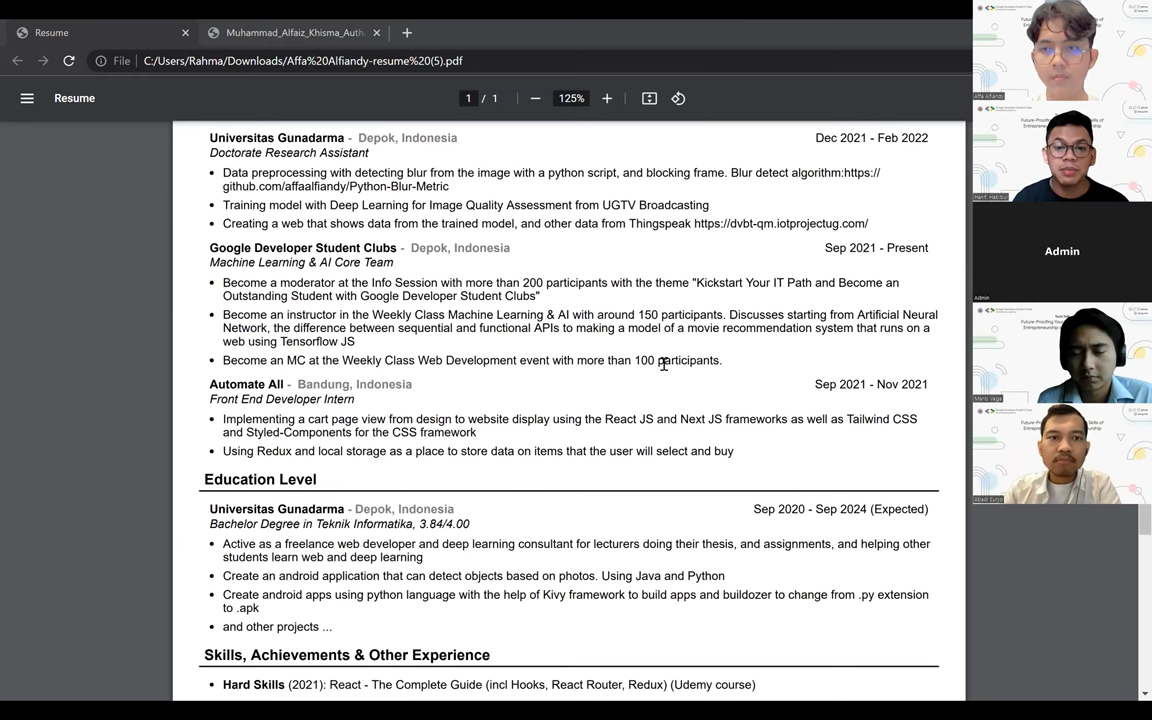 Resume
Muhammad_Alfaiz_Khisma_Auth
File
C:/Users/Rahma/Downloads/Affa%20Alfiandy-resume%20(5).pdf
Resume
1 / 1
125%
Universitas Gunadarma - Depok, Indonesia Dec 2021 - Feb 2022
Doctorate Research Assistant
• Data preprocessing with detecting blur from the image with a python script, and blocking frame. Blur detect algorithm:https://
github.com/affaalfiandy/Python-Blur-Metric
• Training model with Deep Learning for Image Quality Assessment from UGTV Broadcasting
• Creating a web that shows data from the trained model, and other data from Thingspeak https://dvbt-qm.iotprojectug.com/
Google Developer Student Clubs - Depok, Indonesia Sep 2021 - Present
Machine Learning & AI Core Team
• Become a moderator at the Info Session with more than 200 participants with the theme "Kickstart Your IT Path and Become an
Outstanding Student with Google Developer Student Clubs"
• Become an instructor in the Weekly Class Machine Learning & AI with around 150 participants. Discusses starting from Artificial Neural
Network, the difference between sequential and functional APIs to making a model of a movie recommendation system that runs on a
web using Tensorflow JS
• Become an MC at the Weekly Class Web Development event with more than 100 participants.
Automate All - Bandung, Indonesia Sep 2021 - Nov 2021
Front End Developer Intern
• Implementing a cart page view from design to website display using the React JS and Next JS frameworks as well as Tailwind CSS
and Styled-Components for the CSS framework
• Using Redux and local storage as a place to store data on items that the user will select and buy
Education Level
Universitas Gunadarma - Depok, Indonesia Sep 2020 - Sep 2024 (Expected)
Bachelor Degree in Teknik Informatika, 3.84/4.00
• Active as a freelance web developer and deep learning consultant for lecturers doing their thesis, and assignments, and helping other
students learn web and deep learning
• Create an android application that can detect objects based on photos. Using Java and Python
• Create android apps using python language with the help of Kivy framework to build apps and buildozer to change from .py extension
to .apk
• and other projects ...
Skills, Achievements & Other Experience
• Hard Skills (2021): React - The Complete Guide (incl Hooks, React Router, Redux) (Udemy course)
Affa Alfiandy
Admin
Admin
Mario Vega